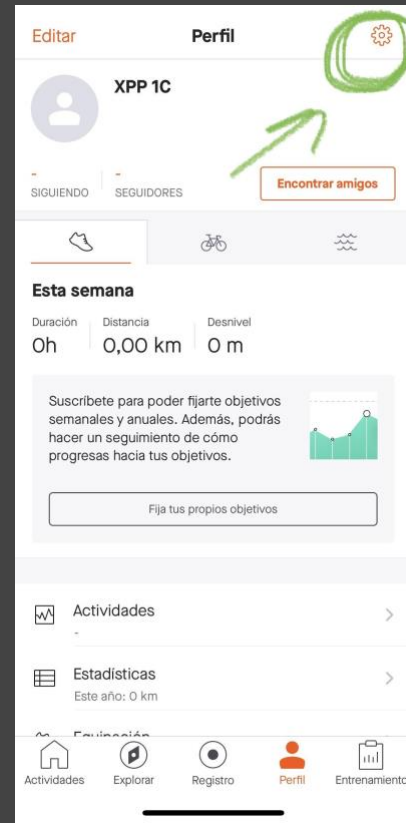 Editar
Perfil
XPP 1C
-
SIGUIENDO
-
SEGUIDORES
Encontrar amigos
Esta semana
Duración
Distancia
Desnivel
0h
0,00 km
0 m
Suscríbete para poder fijarte objetivos
semanales y anuales. Además, podrás
hacer un seguimiento de cómo
progresas hacia tus objetivos.
Fija tus propios objetivos
Actividades
-
Estadísticas
Este año: 0 km
Actividades
Explorar
Registro
Perfil
Entrenamiento